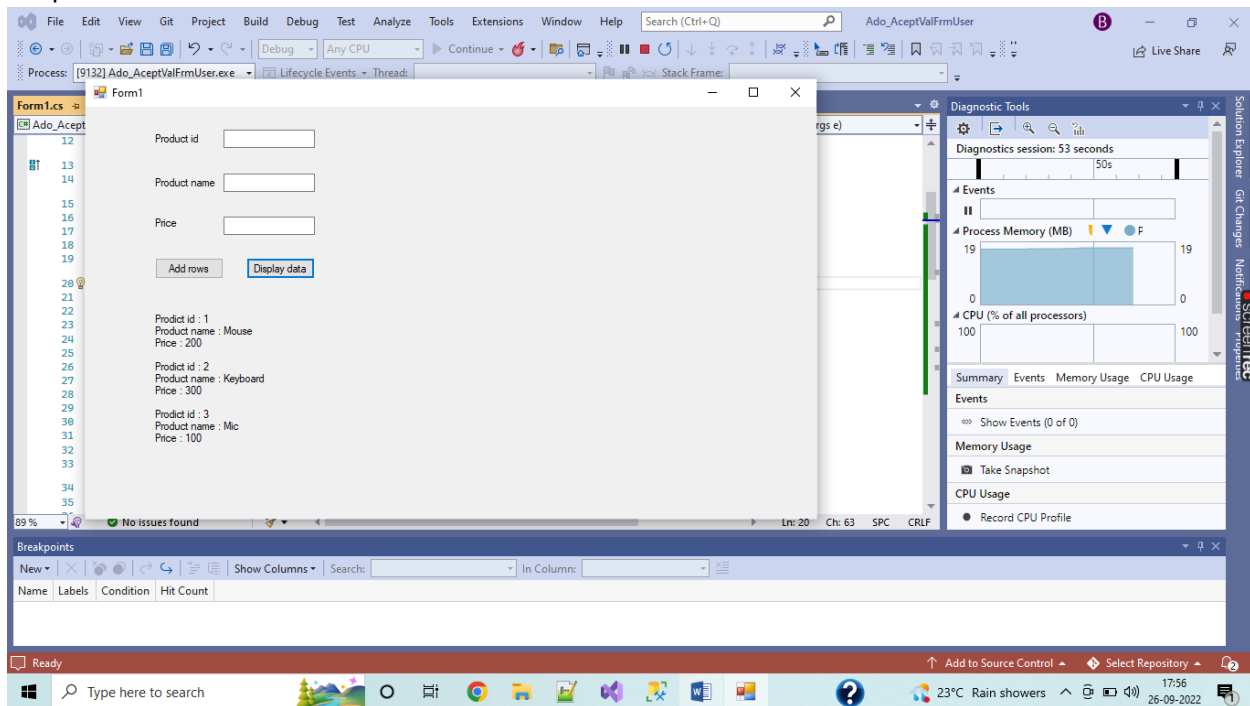 File Edit View Git Project Build Debug Test Analyze Tools Extensions Window Help Search (Ctrl+Q) Ado_AceptValFrmUser B
Debug Any CPU Continue Live Share
Process: [9132] Ado_AceptValFrmUser.exe Lifecycle Events Thread: Stack Frame:
Form1.cs
Form1
Ado_Acept
rgs e)
12
13
14
15
16
17
18
19
20
21
22
23
24
25
26
27
28
29
30
31
32
33
34
35
Product id
Product name
Price
Add rows Display data
Prodict id : 1
Product name : Mouse
Price : 200
Prodict id : 2
Product name : Keyboard
Price : 300
Prodict id : 3
Product name : Mic
Price : 100
89 % No issues found Ln: 20 Ch: 63 SPC CRLF
Diagnostic Tools
Diagnostics session: 53 seconds
50s
Events
Process Memory (MB) P
19 19
0 0
CPU (% of all processors)
100 100
Summary Events Memory Usage CPU Usage
Events
Show Events (0 of 0)
Memory Usage
Take Snapshot
CPU Usage
Record CPU Profile
Solution Explorer Git Changes Notifications Properties
screenrec
Breakpoints
New Show Columns Search: In Column:
Name Labels Condition Hit Count
Ready Add to Source Control Select Repository 2
Type here to search 23°C Rain showers 17:56
26-09-2022
1